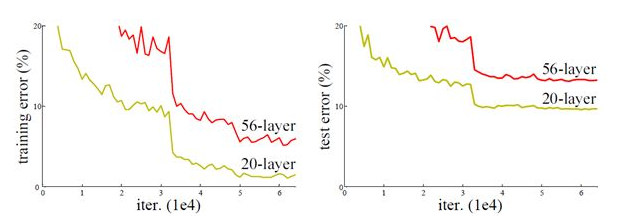 training error (%)
20
10
0
0 1 2 3 4 5 6
iter. (1e4)
56-layer
20-layer
test error (%)
20
10
0
0 1 2 3 4 5 6
iter. (1e4)
56-layer
20-layer